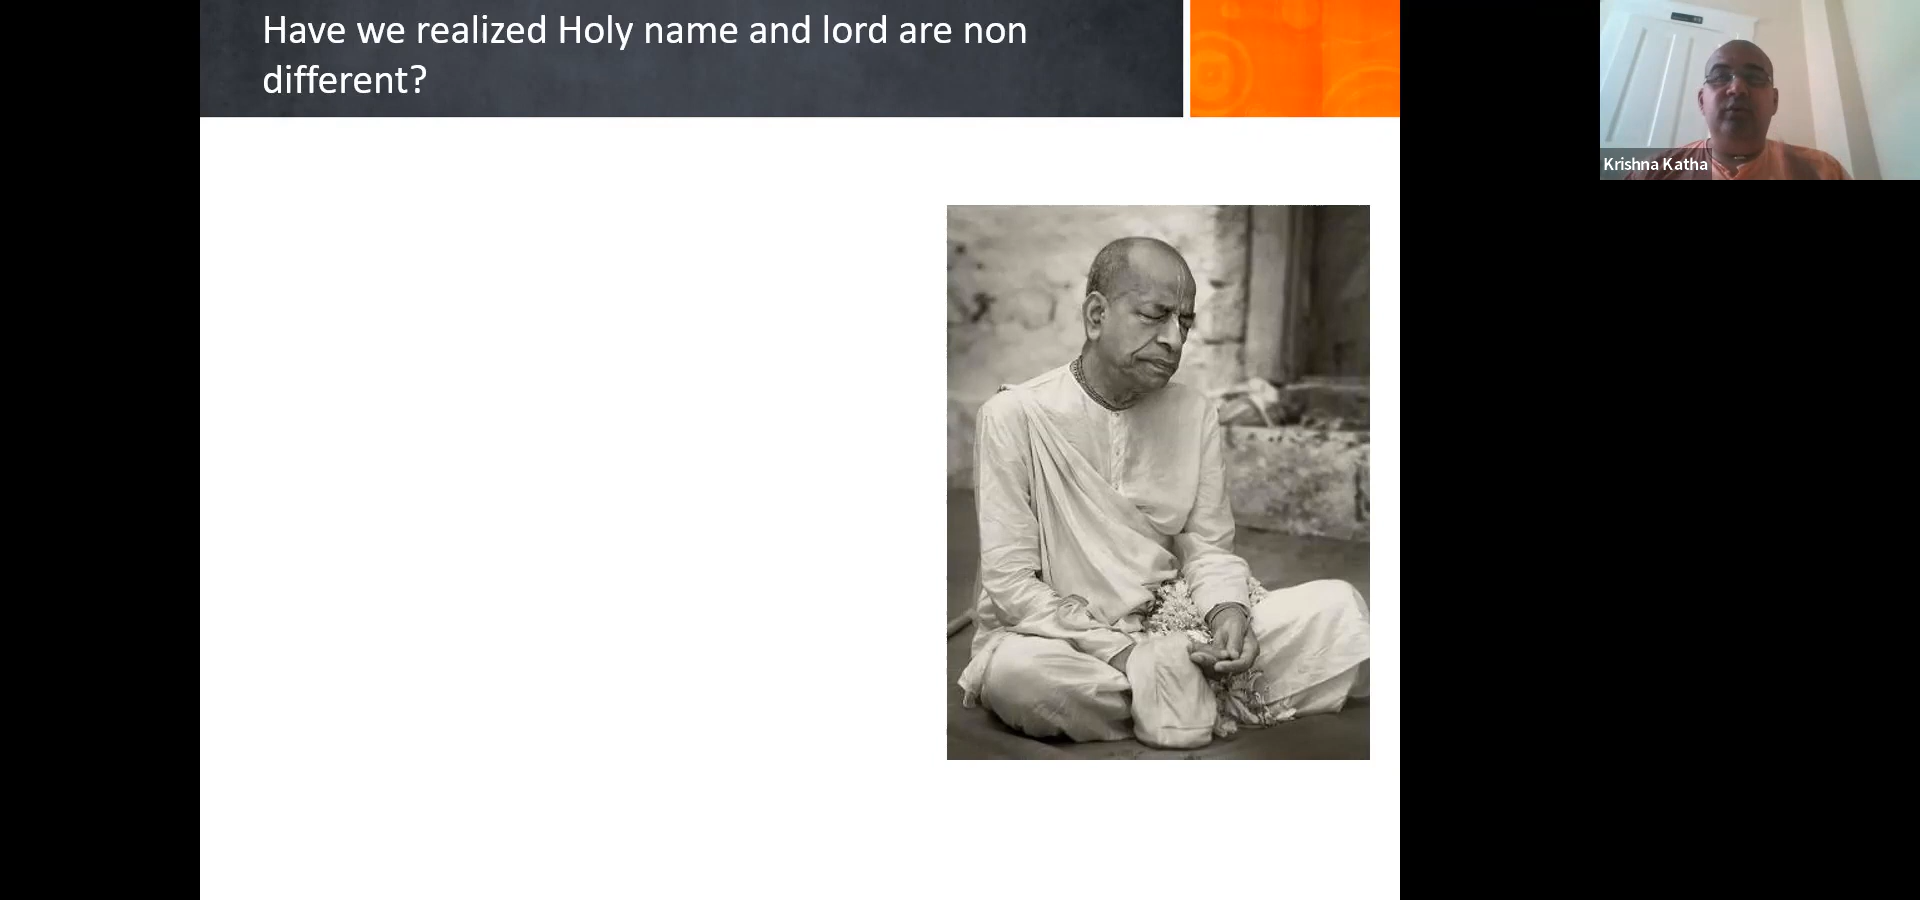 Have we realized Holy name and lord are non
different?
Krishna Katha